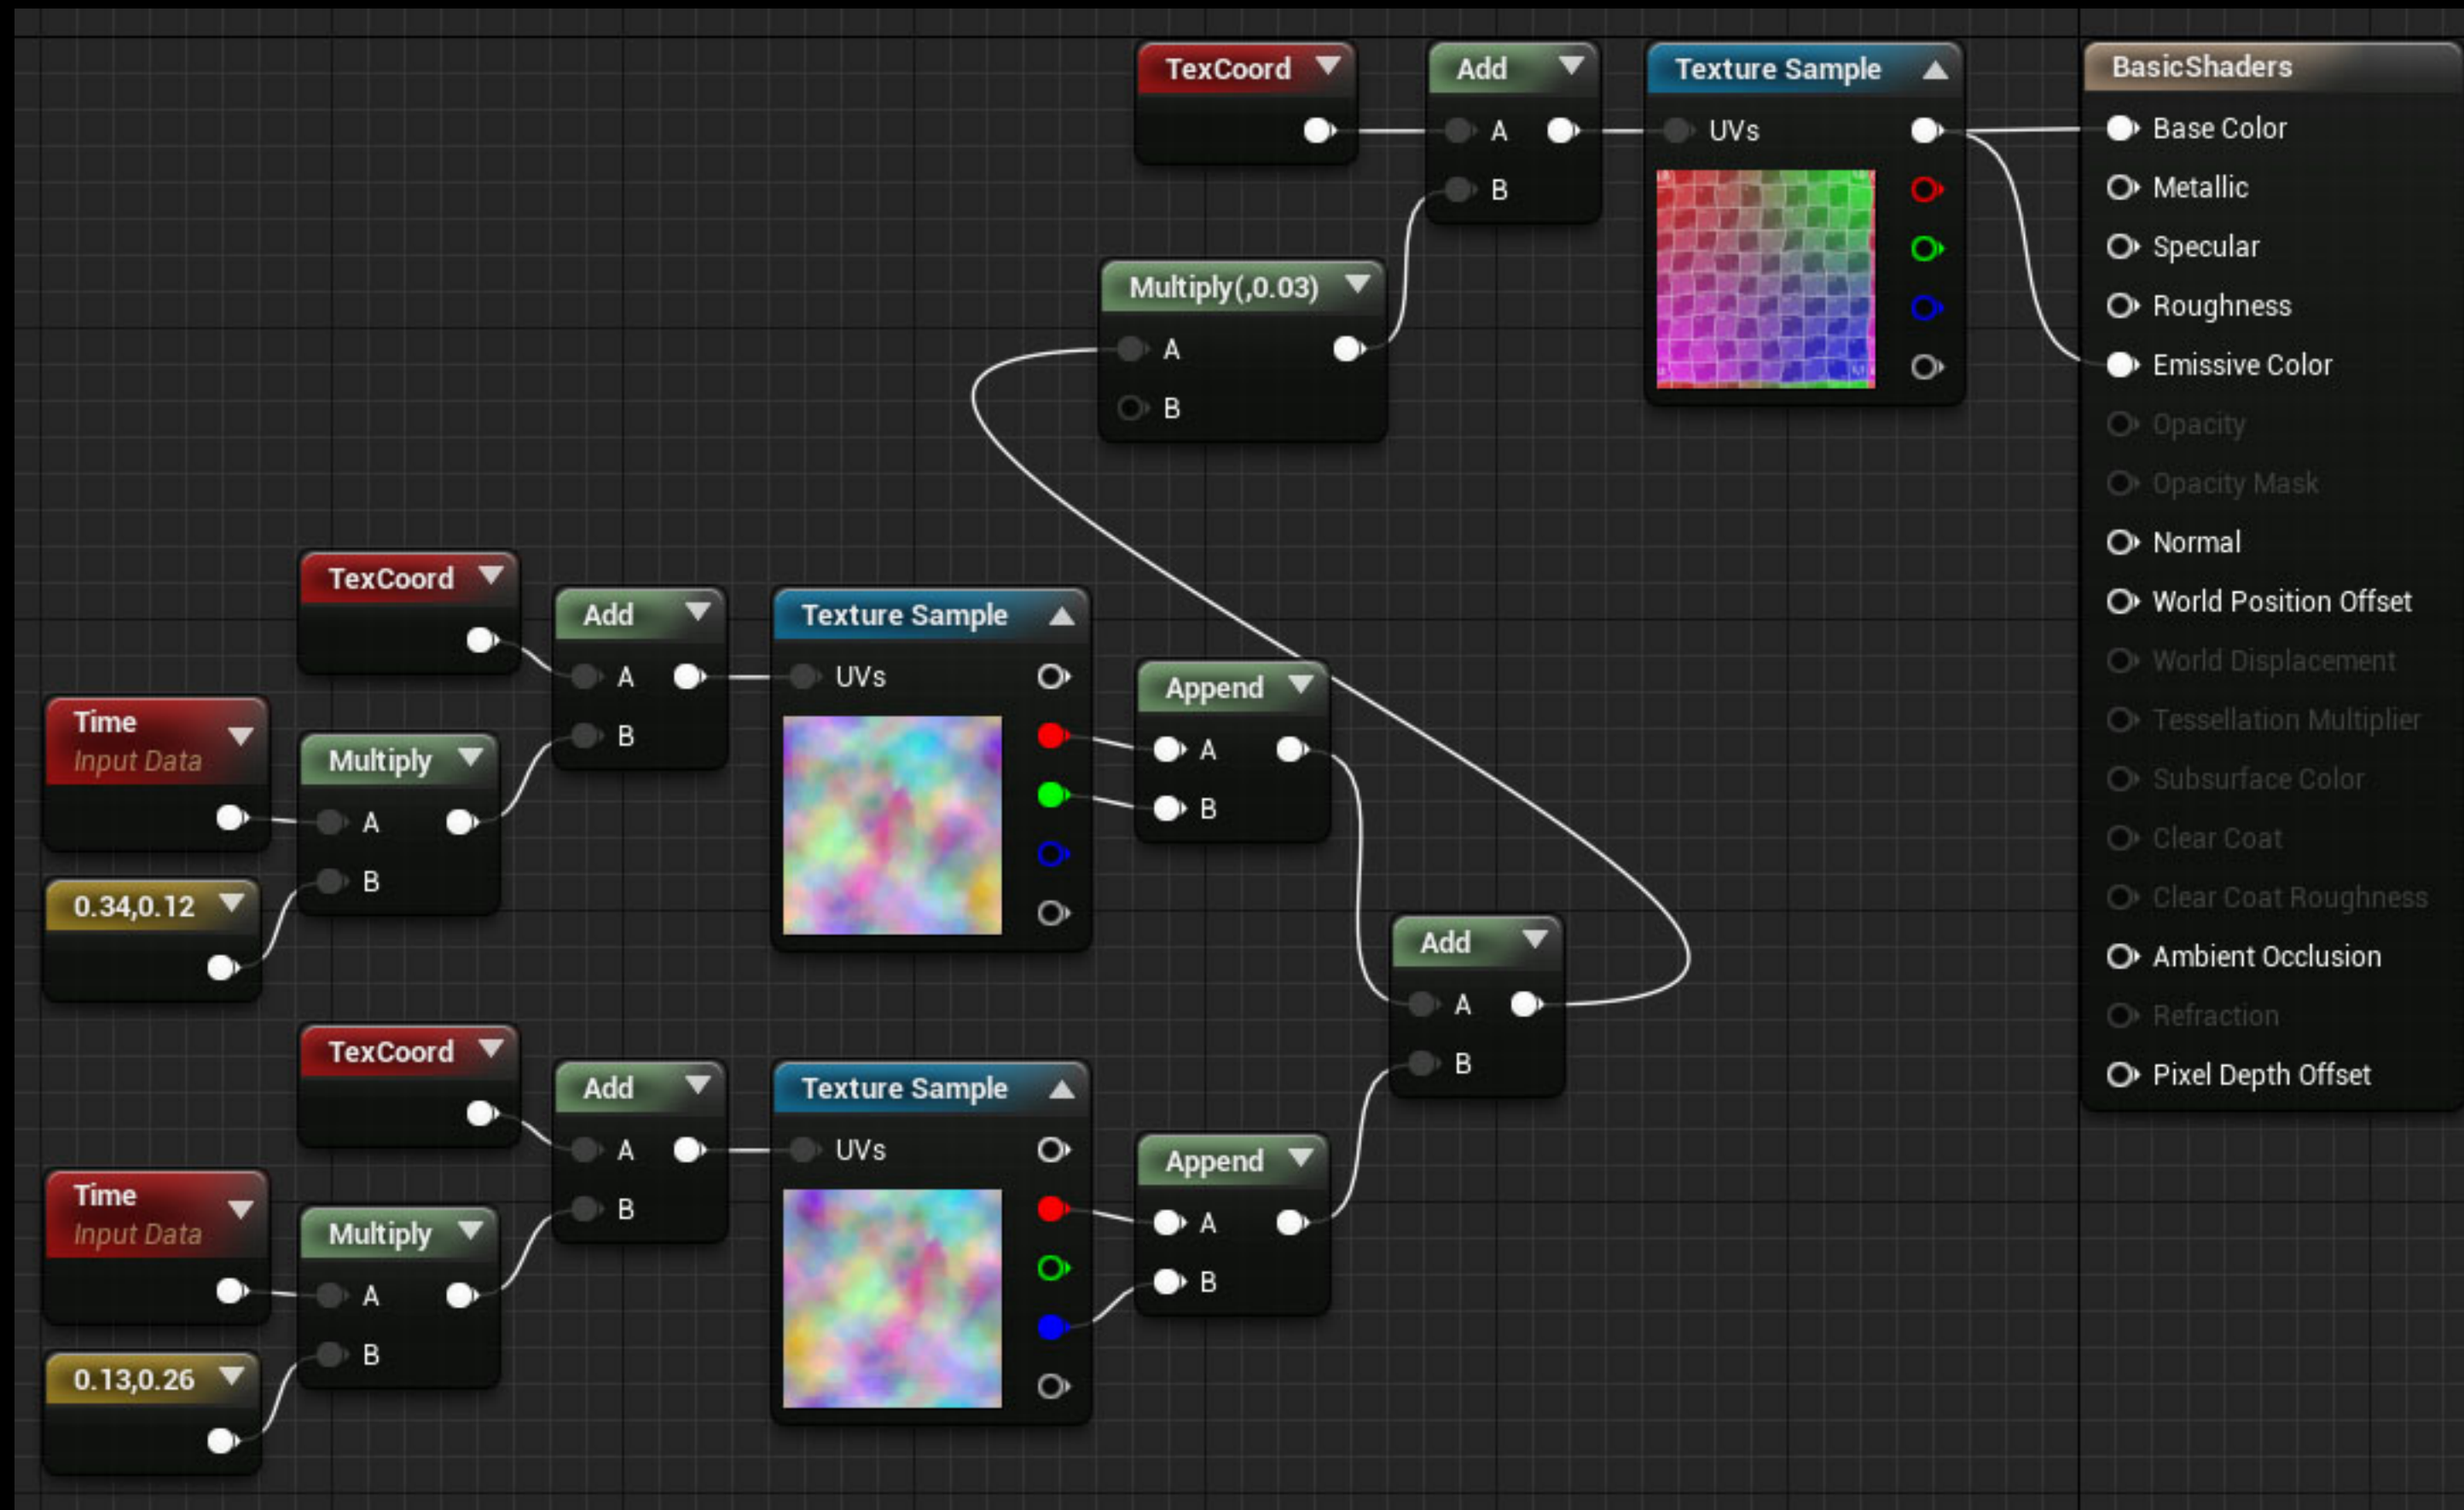 TexCoord
Add
A
B
Texture Sample
UVs
Multiply(,0.03)
A
B
BasicShaders
Base Color
Metallic
Specular
Roughness
Emissive Color
Opacity
Opacity Mask
Normal
World Position Offset
World Displacement
Tessellation Multiplier
Subsurface Color
Clear Coat
Clear Coat Roughness
Ambient Occlusion
Refraction
Pixel Depth Offset
TexCoord
Time
Input Data
0.34,0.12
Multiply
A
B
Add
A
B
Texture Sample
UVs
Append
A
B
TexCoord
Time
Input Data
0.13,0.26
Multiply
A
B
Add
A
B
Texture Sample
UVs
Append
A
B
Add
A
B